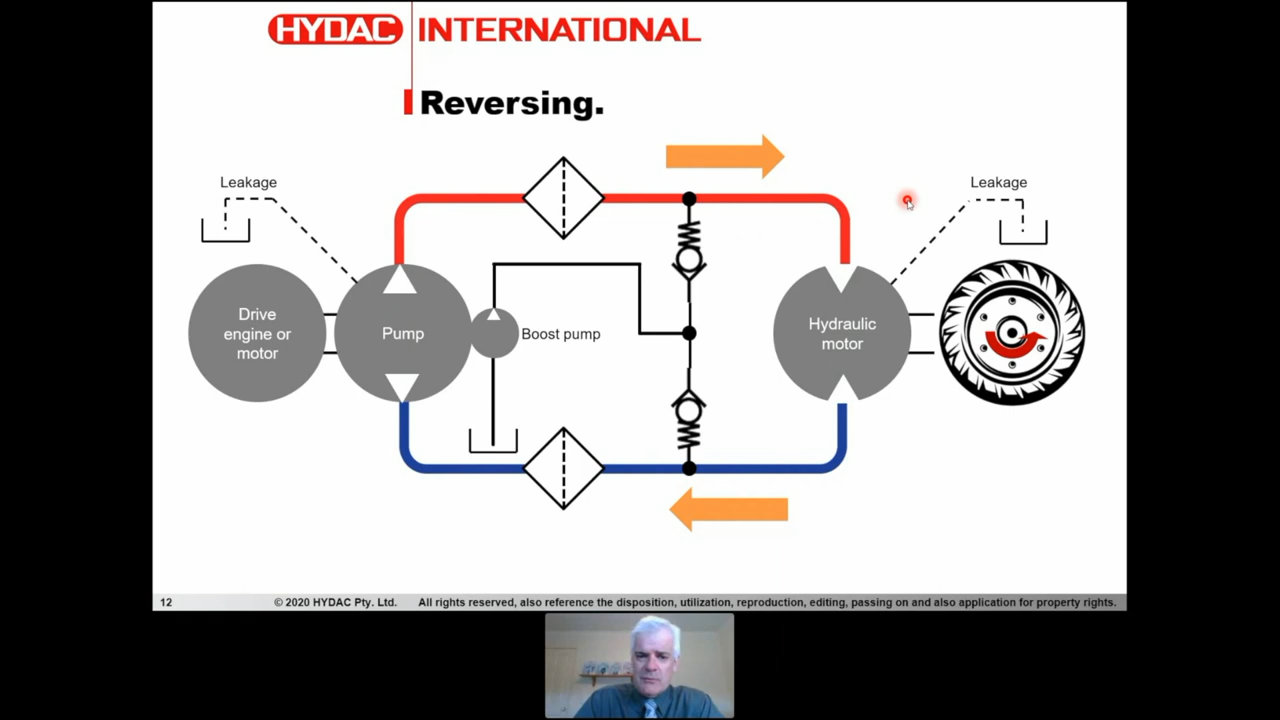 HYDAC INTERNATIONAL
Reversing.
Leakage
Leakage
Drive
engine or
motor
Pump
Boost pump
Hydraulic
motor
12 © 2020 HYDAC Pty. Ltd. All rights reserved, also reference the disposition, utilization, reproduction, editing, passing on and also application for property rights.